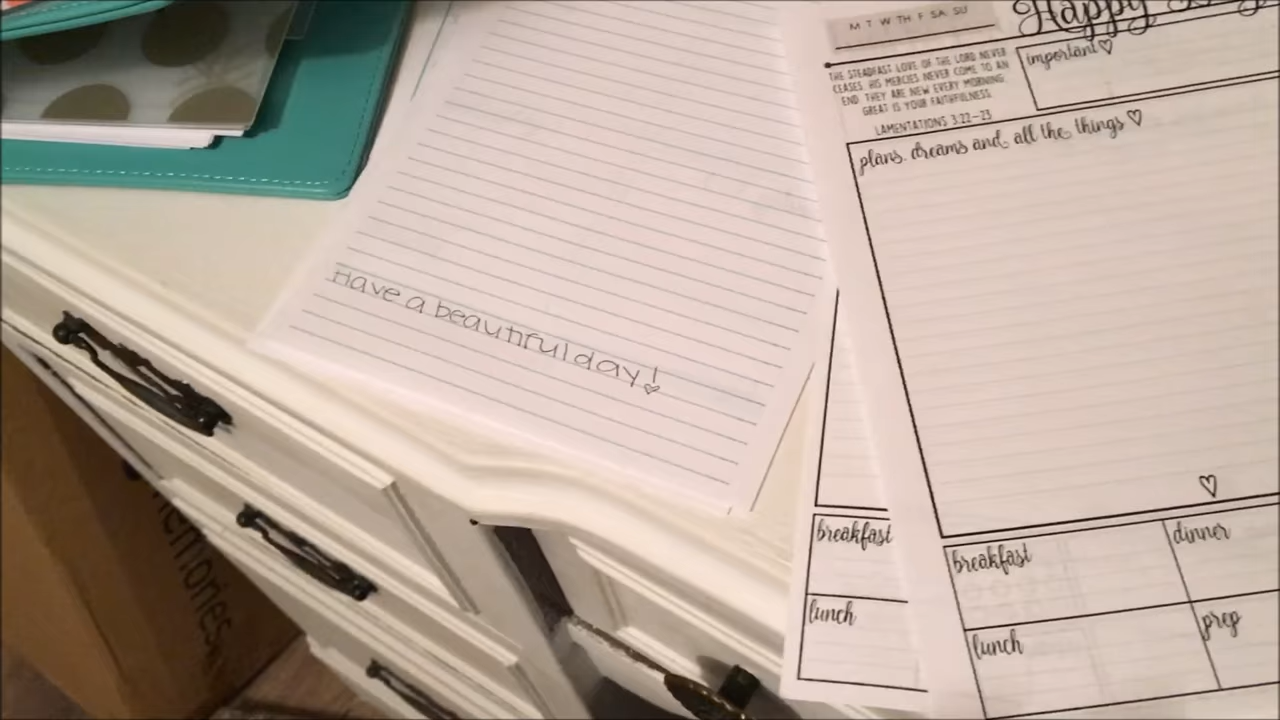 M T W TH F SA SU
Happy
important♡
THE STEADFAST LOVE OF THE LORD NEVER
CEASES. HIS MERCIES NEVER COME TO AN
END. THEY ARE NEW EVERY MORNING.
GREAT IS YOUR FAITHFULNESS.
LAMENTATIONS 3:22-23
plans, dreams and all the things ♡
Have a beautiful day!
breakfast
lunch
breakfast
dinner
lunch
prep